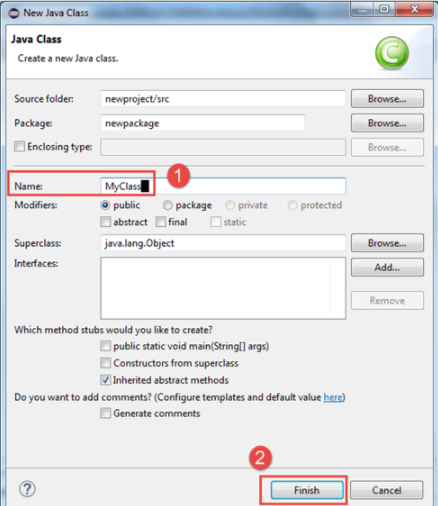 New Java Class
Java Class
Create a new Java class.
C
Source folder: newproject/src Browse...
Package: newpackage Browse...
Enclosing type: Browse...
1
Name: MyClass
Modifiers: public package private protected
abstract final static
Superclass: java.lang.Object Browse...
Interfaces: Add...
Remove
Which method stubs would you like to create?
public static void main(String[] args)
Constructors from superclass
Inherited abstract methods
Do you want to add comments? (Configure templates and default value here)
Generate comments
2
? Finish Cancel